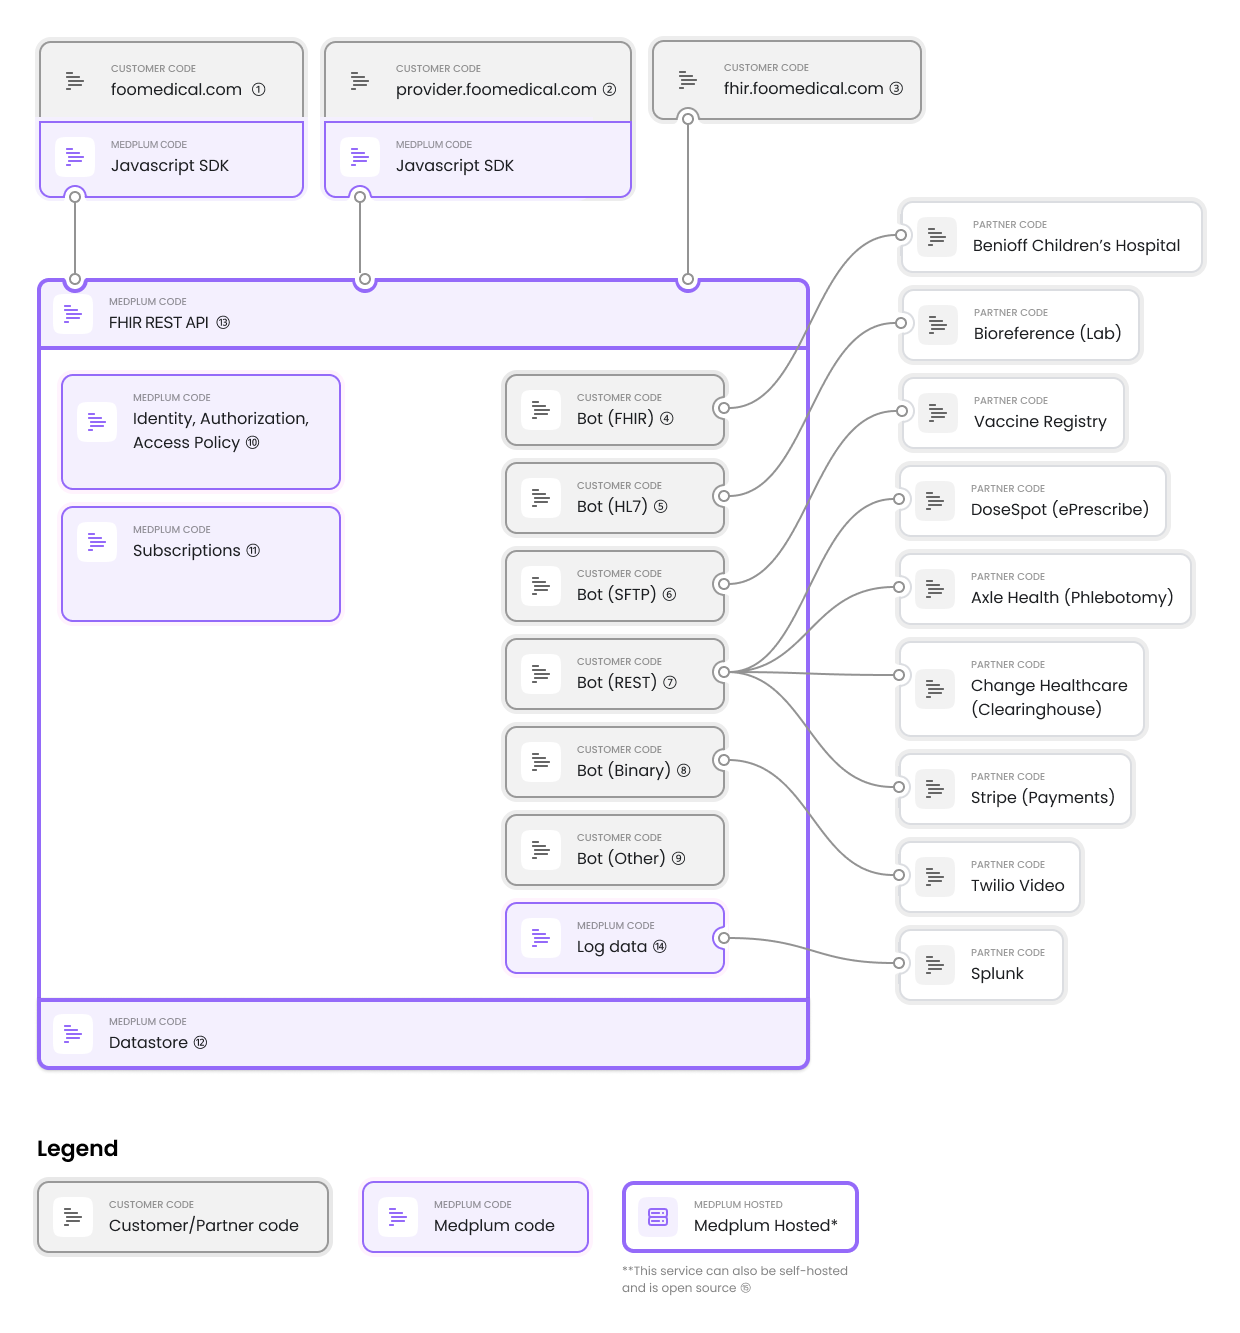 CUSTOMER CODE
foomedical.com ①
MEDPLUM CODE
Javascript SDK
CUSTOMER CODE
provider.foomedical.com ②
MEDPLUM CODE
Javascript SDK
CUSTOMER CODE
fhir.foomedical.com ③
MEDPLUM CODE
FHIR REST API ⑬
MEDPLUM CODE
Identity, Authorization,
Access Policy ⑩
MEDPLUM CODE
Subscriptions ⑪
CUSTOMER CODE
Bot (FHIR) ④
CUSTOMER CODE
Bot (HL7) ⑤
CUSTOMER CODE
Bot (SFTP) ⑥
CUSTOMER CODE
Bot (REST) ⑦
CUSTOMER CODE
Bot (Binary) ⑧
CUSTOMER CODE
Bot (Other) ⑨
MEDPLUM CODE
Log data ⑭
MEDPLUM CODE
Datastore ⑫
PARTNER CODE
Benioff Children’s Hospital
PARTNER CODE
Bioreference (Lab)
PARTNER CODE
Vaccine Registry
PARTNER CODE
DoseSpot (ePrescribe)
PARTNER CODE
Axle Health (Phlebotomy)
PARTNER CODE
Change Healthcare
(Clearinghouse)
PARTNER CODE
Stripe (Payments)
PARTNER CODE
Twilio Video
PARTNER CODE
Splunk
Legend
CUSTOMER CODE
Customer/Partner code
MEDPLUM CODE
Medplum code
MEDPLUM HOSTED
Medplum Hosted*
**This service can also be self-hosted
and is open source ⑮